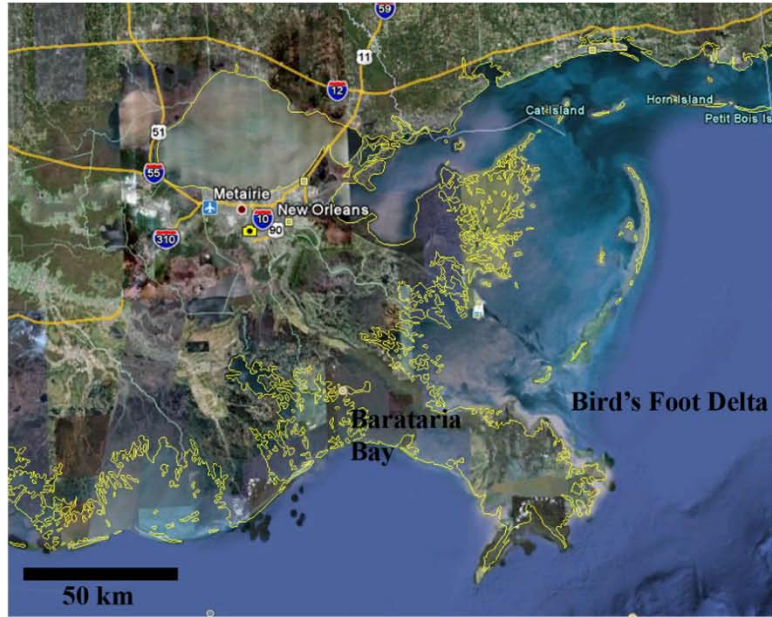 59
11
12
Cat Island
Horn Island
Petit Bois Is
51
55
Metairie
New Orleans
10
90
310
Bird's Foot Delta
Barataria
Bay
50 km